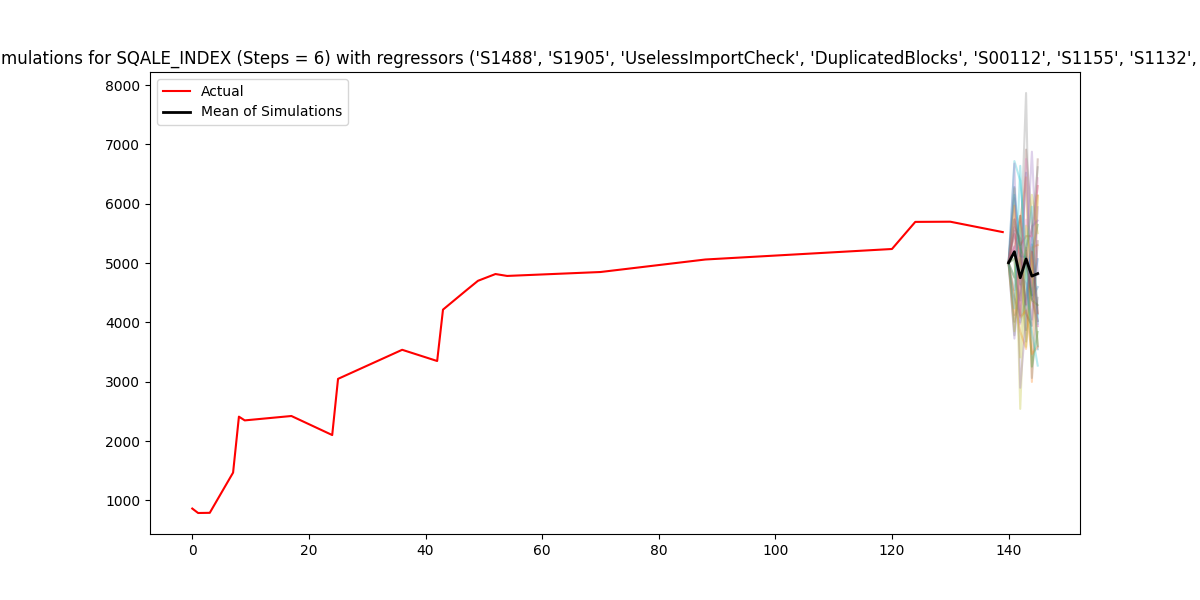 mulations for SQALE_INDEX (Steps = 6) with regressors ('S1488', 'S1905', 'UselessImportCheck', 'DuplicatedBlocks', 'S00112', 'S1155', 'S1132',
Actual
Mean of Simulations
8000
7000
6000
5000
4000
3000
2000
1000
0 20 40 60 80 100 120 140